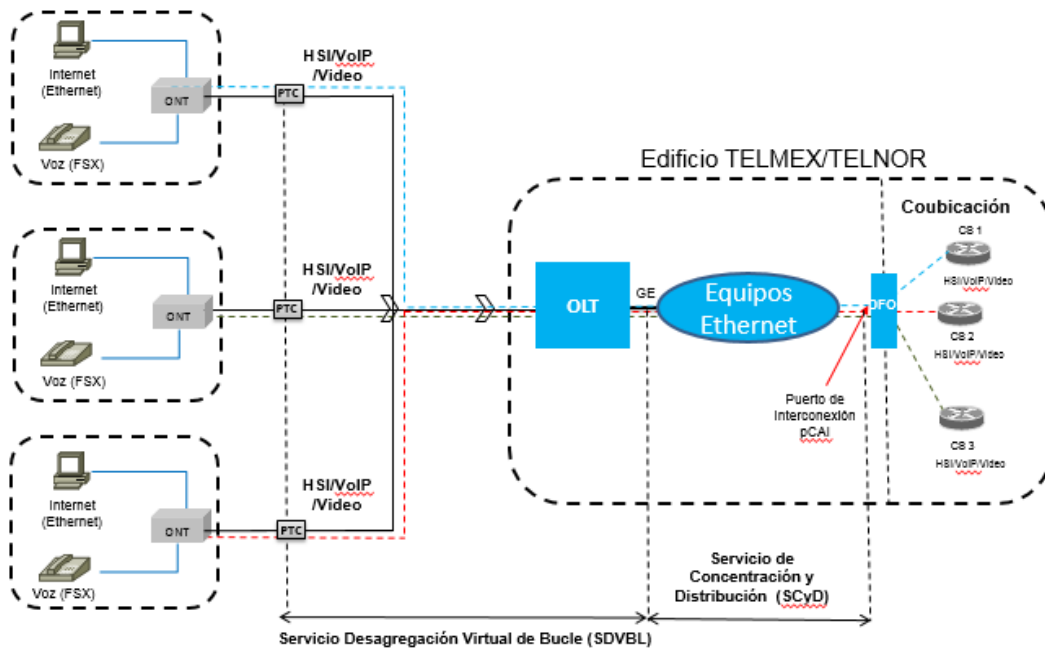 Internet
(Ethernet)
ONT
Voz (FSX)
HSI/VoIP
/Video
PTC
Internet
(Ethernet)
ONT
Voz (FSX)
HSI/VoIP
/Video
PTC
Internet
(Ethernet)
ONT
Voz (FSX)
HSI/VoIP
/Video
PTC
Edificio TELMEX/TELNOR
OLT
GE
Equipos
Ethernet
DFO
Puerto de
Interconexión
pCAI
Coubicación
CB 1
HSI/VoIP/Video
CB 2
HSI/VoIP/Video
CB 3
HSI/VoIP/Video
Servicio de
Concentración y
Distribución (SCyD)
Servicio Desagregación Virtual de Bucle (SDVBL)